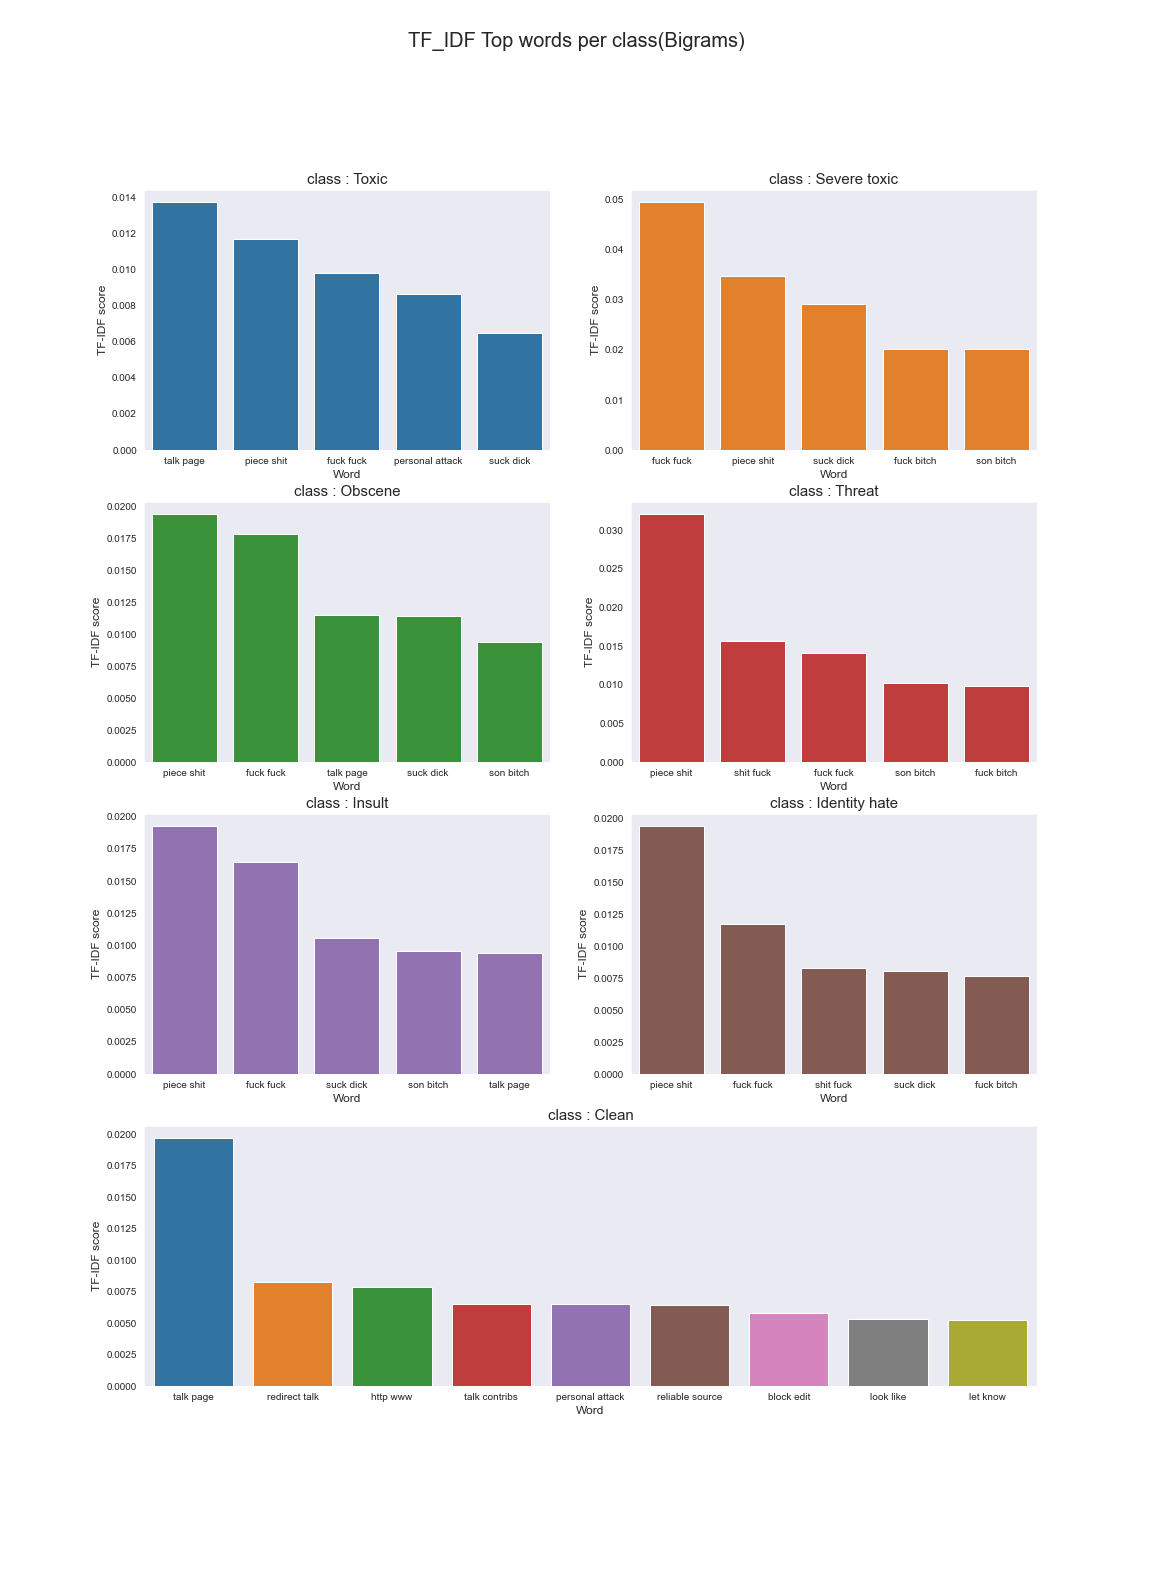 TF_IDF Top words per class(Bigrams)
class : Toxic
TF-IDF score
0.014
0.012
0.010
0.008
0.006
0.004
0.002
0.000
talk page piece shit fuck fuck personal attack suck dick
Word
class : Severe toxic
TF-IDF score
0.05
0.04
0.03
0.02
0.01
0.00
fuck fuck piece shit suck dick fuck bitch son bitch
Word
class : Obscene
TF-IDF score
0.0200
0.0175
0.0150
0.0125
0.0100
0.0075
0.0050
0.0025
0.0000
piece shit fuck fuck talk page suck dick son bitch
Word
class : Threat
TF-IDF score
0.030
0.025
0.020
0.015
0.010
0.005
0.000
piece shit shit fuck fuck fuck son bitch fuck bitch
Word
class : Insult
TF-IDF score
0.0200
0.0175
0.0150
0.0125
0.0100
0.0075
0.0050
0.0025
0.0000
piece shit fuck fuck suck dick son bitch talk page
Word
class : Identity hate
TF-IDF score
0.0200
0.0175
0.0150
0.0125
0.0100
0.0075
0.0050
0.0025
0.0000
piece shit fuck fuck shit fuck suck dick fuck bitch
Word
class : Clean
TF-IDF score
0.0200
0.0175
0.0150
0.0125
0.0100
0.0075
0.0050
0.0025
0.0000
talk page redirect talk http www talk contribs personal attack reliable source block edit look like let know
Word